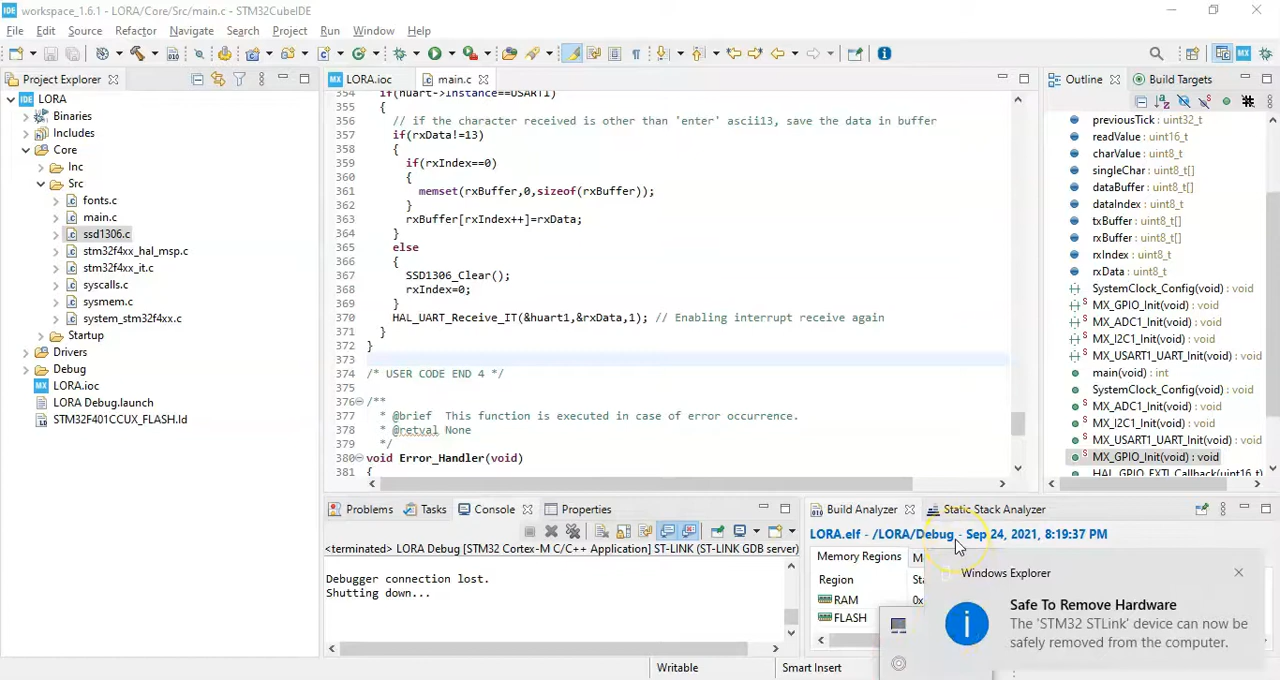 IDE workspace_1.6.1 - LORA/Core/Src/main.c - STM32CubeIDE
File Edit Source Refactor Navigate Search Project Run Window Help
Project Explorer
LORA
Binaries
Includes
Core
Inc
Src
fonts.c
main.c
ssd1306.c
stm32f4xx_hal_msp.c
stm32f4xx_it.c
syscalls.c
sysmem.c
system_stm32f4xx.c
Startup
Drivers
Debug
MX LORA.ioc
LORA Debug.launch
STM32F401CCUX_FLASH.ld
MX LORA.ioc main.c
354 if(huart->Instance==USART1)
355 {
356 // if the character received is other than 'enter' ascii13, save the data in buffer
357 if(rxData!=13)
358 {
359 if(rxIndex==0)
360 {
361 memset(rxBuffer,0,sizeof(rxBuffer));
362 }
363 rxBuffer[rxIndex++]=rxData;
364 }
365 else
366 {
367 SSD1306_Clear();
368 rxIndex=0;
369 }
370 HAL_UART_Receive_IT(&huart1,&rxData,1); // Enabling interrupt receive again
371 }
372 }
373
374 /* USER CODE END 4 */
375
376 /**
377 * @brief This function is executed in case of error occurrence.
378 * @retval None
379 */
380 void Error_Handler(void)
381 {
Outline Build Targets
previousTick : uint32_t
readValue : uint16_t
charValue : uint8_t
singleChar : uint8_t[]
dataBuffer : uint8_t[]
dataIndex : uint8_t
txBuffer : uint8_t[]
rxBuffer : uint8_t[]
rxIndex : uint8_t
rxData : uint8_t
SystemClock_Config(void) : void
MX_GPIO_Init(void) : void
MX_ADC1_Init(void) : void
MX_I2C1_Init(void) : void
MX_USART1_UART_Init(void) : void
main(void) : int
SystemClock_Config(void) : void
MX_ADC1_Init(void) : void
MX_I2C1_Init(void) : void
MX_USART1_UART_Init(void) : void
MX_GPIO_Init(void) : void
HAL_GPIO_EXTI_Callback(uint16_t) :
Problems Tasks Console Properties
<terminated> LORA Debug [STM32 Cortex-M C/C++ Application] ST-LINK (ST-LINK GDB server)
Debugger connection lost.
Shutting down...
Build Analyzer Static Stack Analyzer
LORA.elf - /LORA/Debug - Sep 24, 2021, 8:19:37 PM
Memory Regions
Region
RAM 0x
FLASH
Windows Explorer
Safe To Remove Hardware
The 'STM32 STLink' device can now be
safely removed from the computer.
Writable Smart Insert